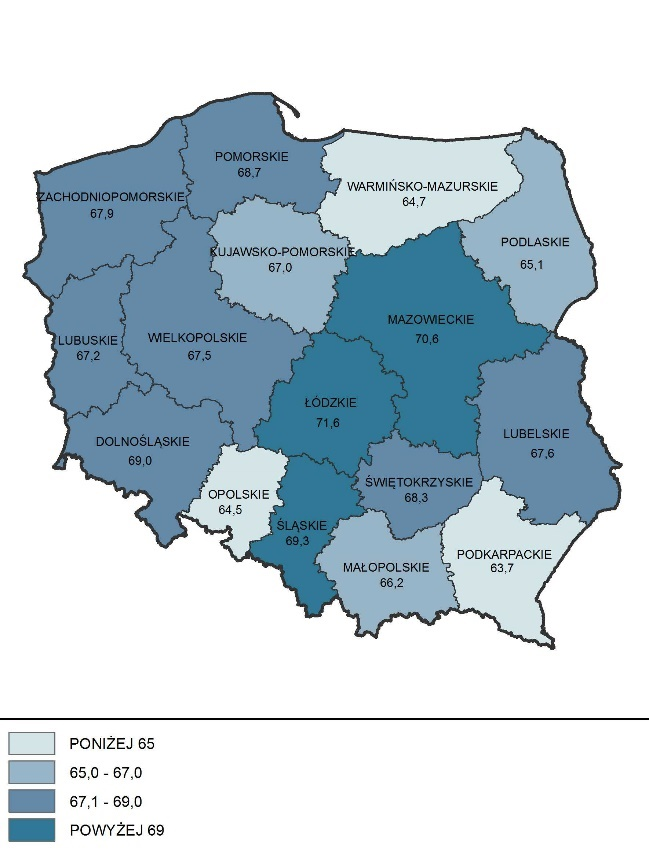 POMORSKIE
68,7
WARMIŃSKO-MAZURSKIE
64,7
ZACHODNIOPOMORSKIE
67,9
KUJAWSKO-POMORSKIE
67,0
PODLASKIE
65,1
MAZOWIECKIE
70,6
LUBUSKIE
67,2
WIELKOPOLSKIE
67,5
ŁÓDZKIE
71,6
DOLNOŚLĄSKIE
69,0
LUBELSKIE
67,6
OPOLSKIE
64,5
ŚWIĘTOKRZYSKIE
68,3
ŚLĄSKIE
69,3
MAŁOPOLSKIE
66,2
PODKARPACKIE
63,7
PONIŻEJ 65
65,0 - 67,0
67,1 - 69,0
POWYŻEJ 69